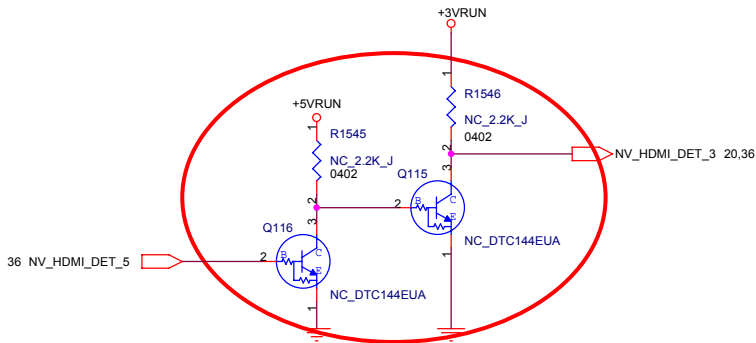 +3VRUN
1
R1546
NC_2.2K_J
0402
2
+5VRUN
1
R1545
NC_2.2K_J
0402
2
NV_HDMI_DET_3 20,36
3
Q115
2
B
C
E
1
NC_DTC144EUA
3
Q116
36 NV_HDMI_DET_5
2
B
C
E
1
NC_DTC144EUA